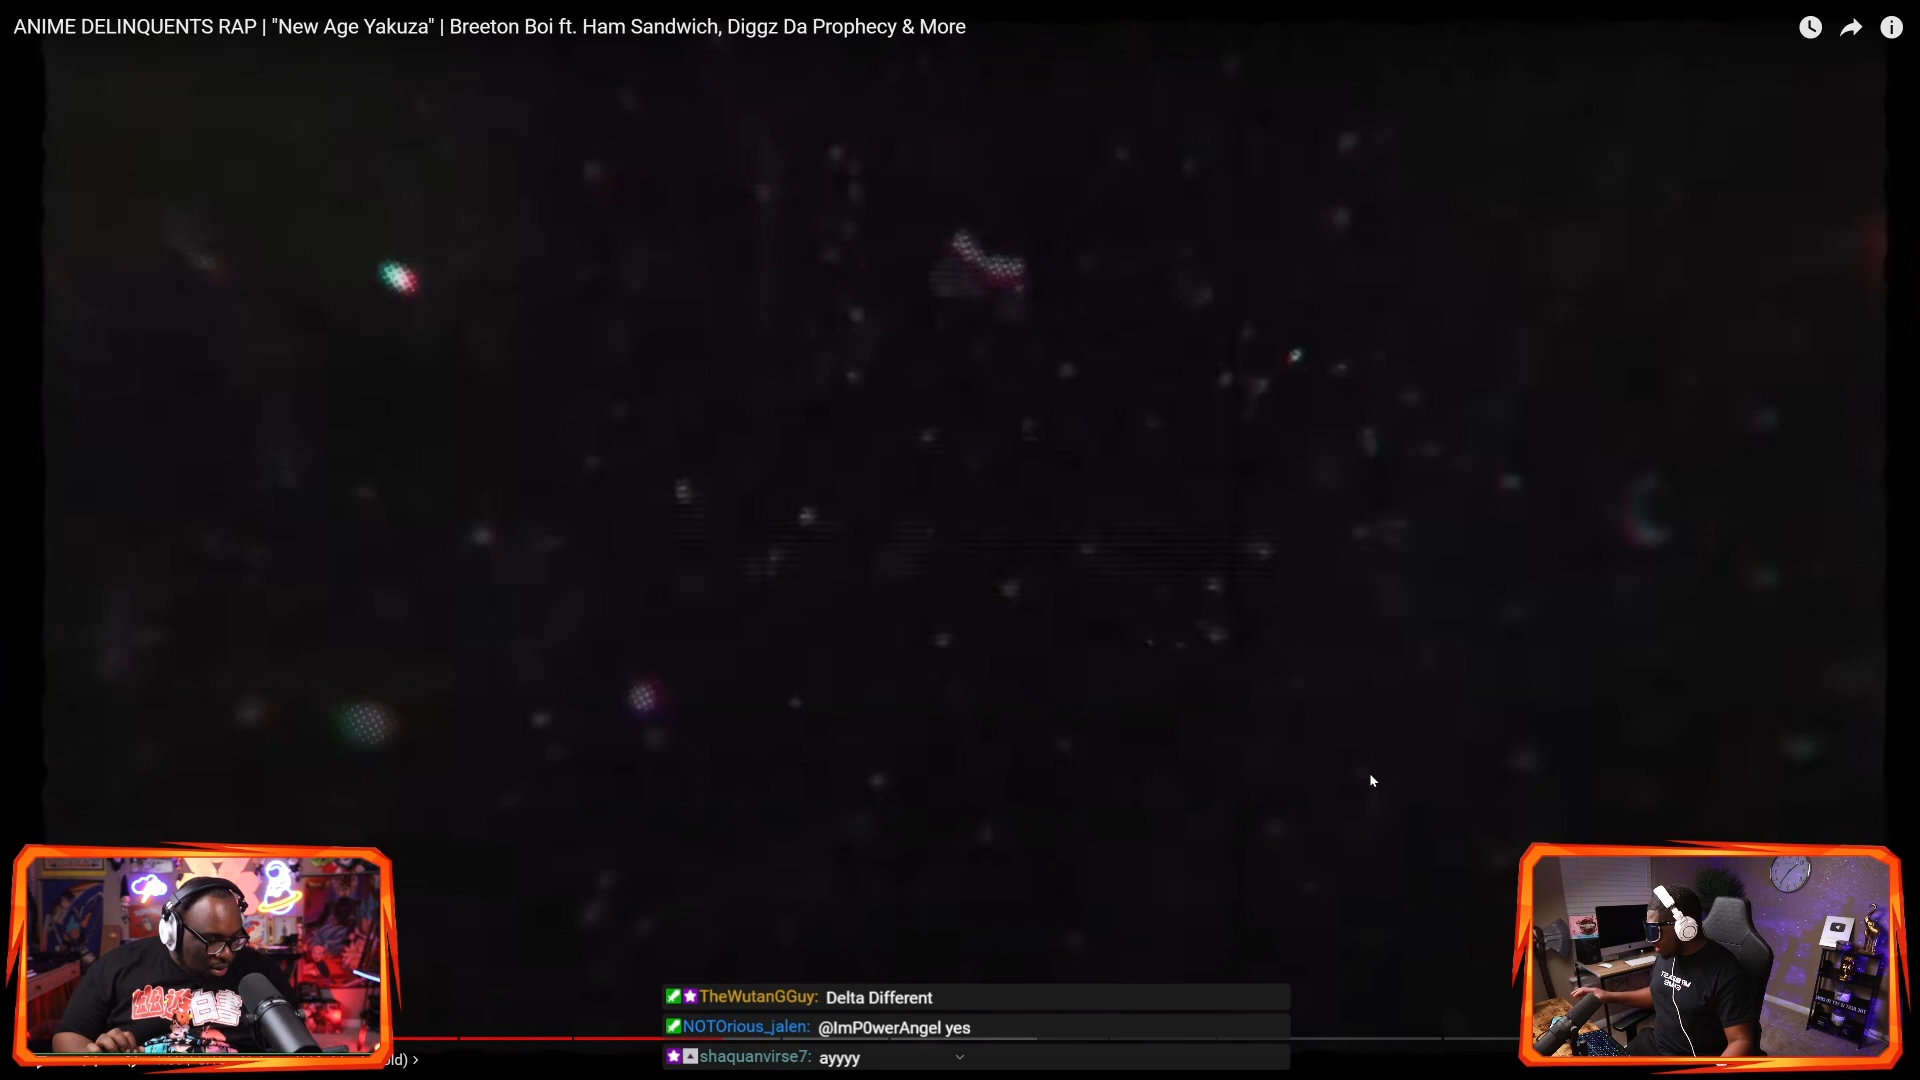 ANIME DELINQUENTS RAP | "New Age Yakuza" | Breeton Boi ft. Ham Sandwich, Diggz Da Prophecy & More
幽遊白書
TheWutanGGuy: Delta Different
NOTOrious_jalen: @ImP0werAngel yes
shaquanvirse7: ayyyy
old) ›